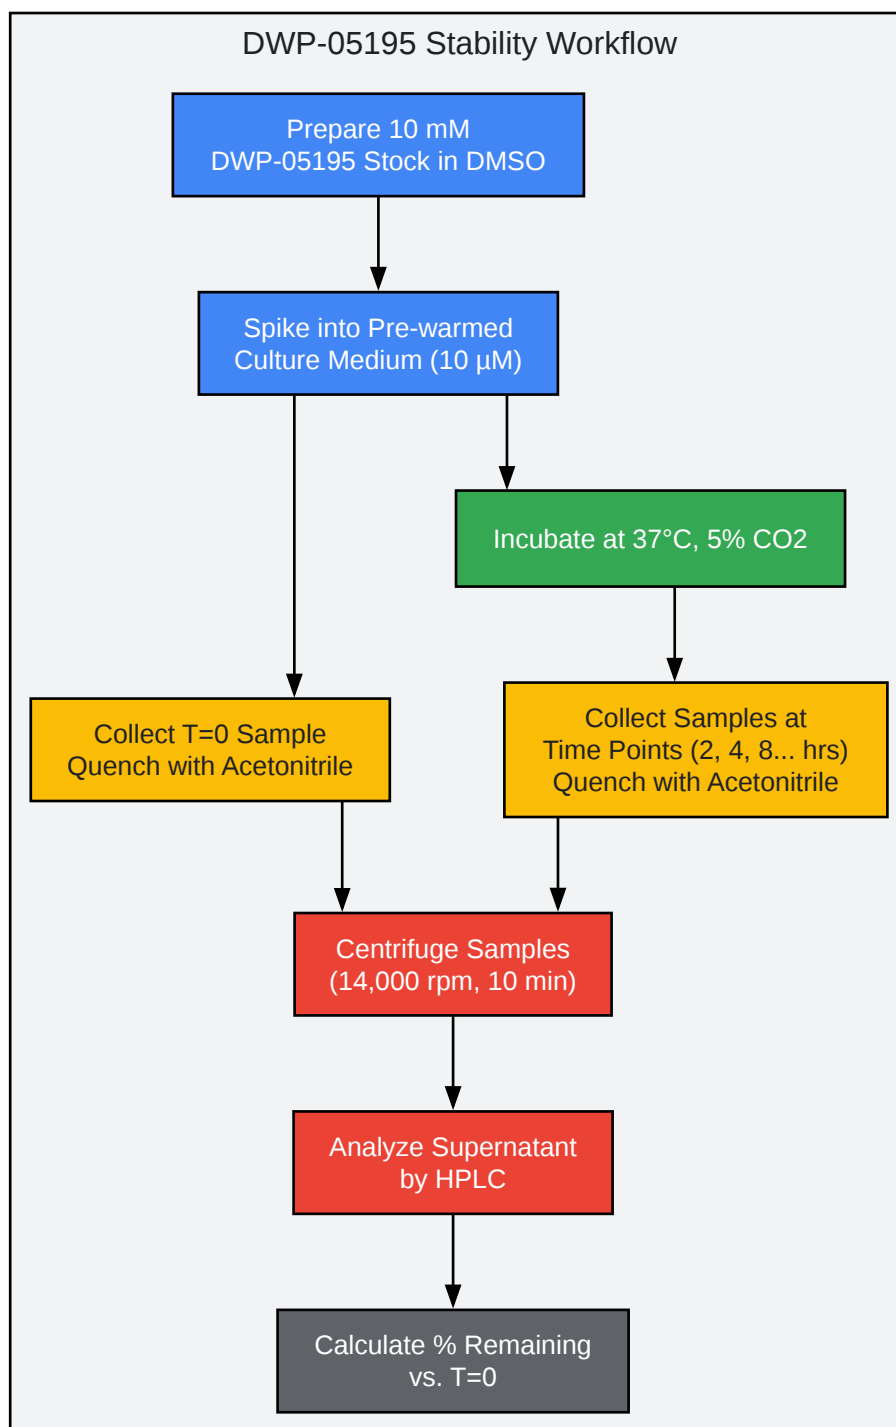 DWP-05195 Stability Workflow
Prepare 10 mM
DWP-05195 Stock in DMSO
Spike into Pre-warmed
Culture Medium (10 µM)
Incubate at 37°C, 5% CO2
Collect T=0 Sample
Quench with Acetonitrile
Collect Samples at
Time Points (2, 4, 8... hrs)
Quench with Acetonitrile
Centrifuge Samples
(14,000 rpm, 10 min)
Analyze Supernatant
by HPLC
Calculate % Remaining
vs. T=0